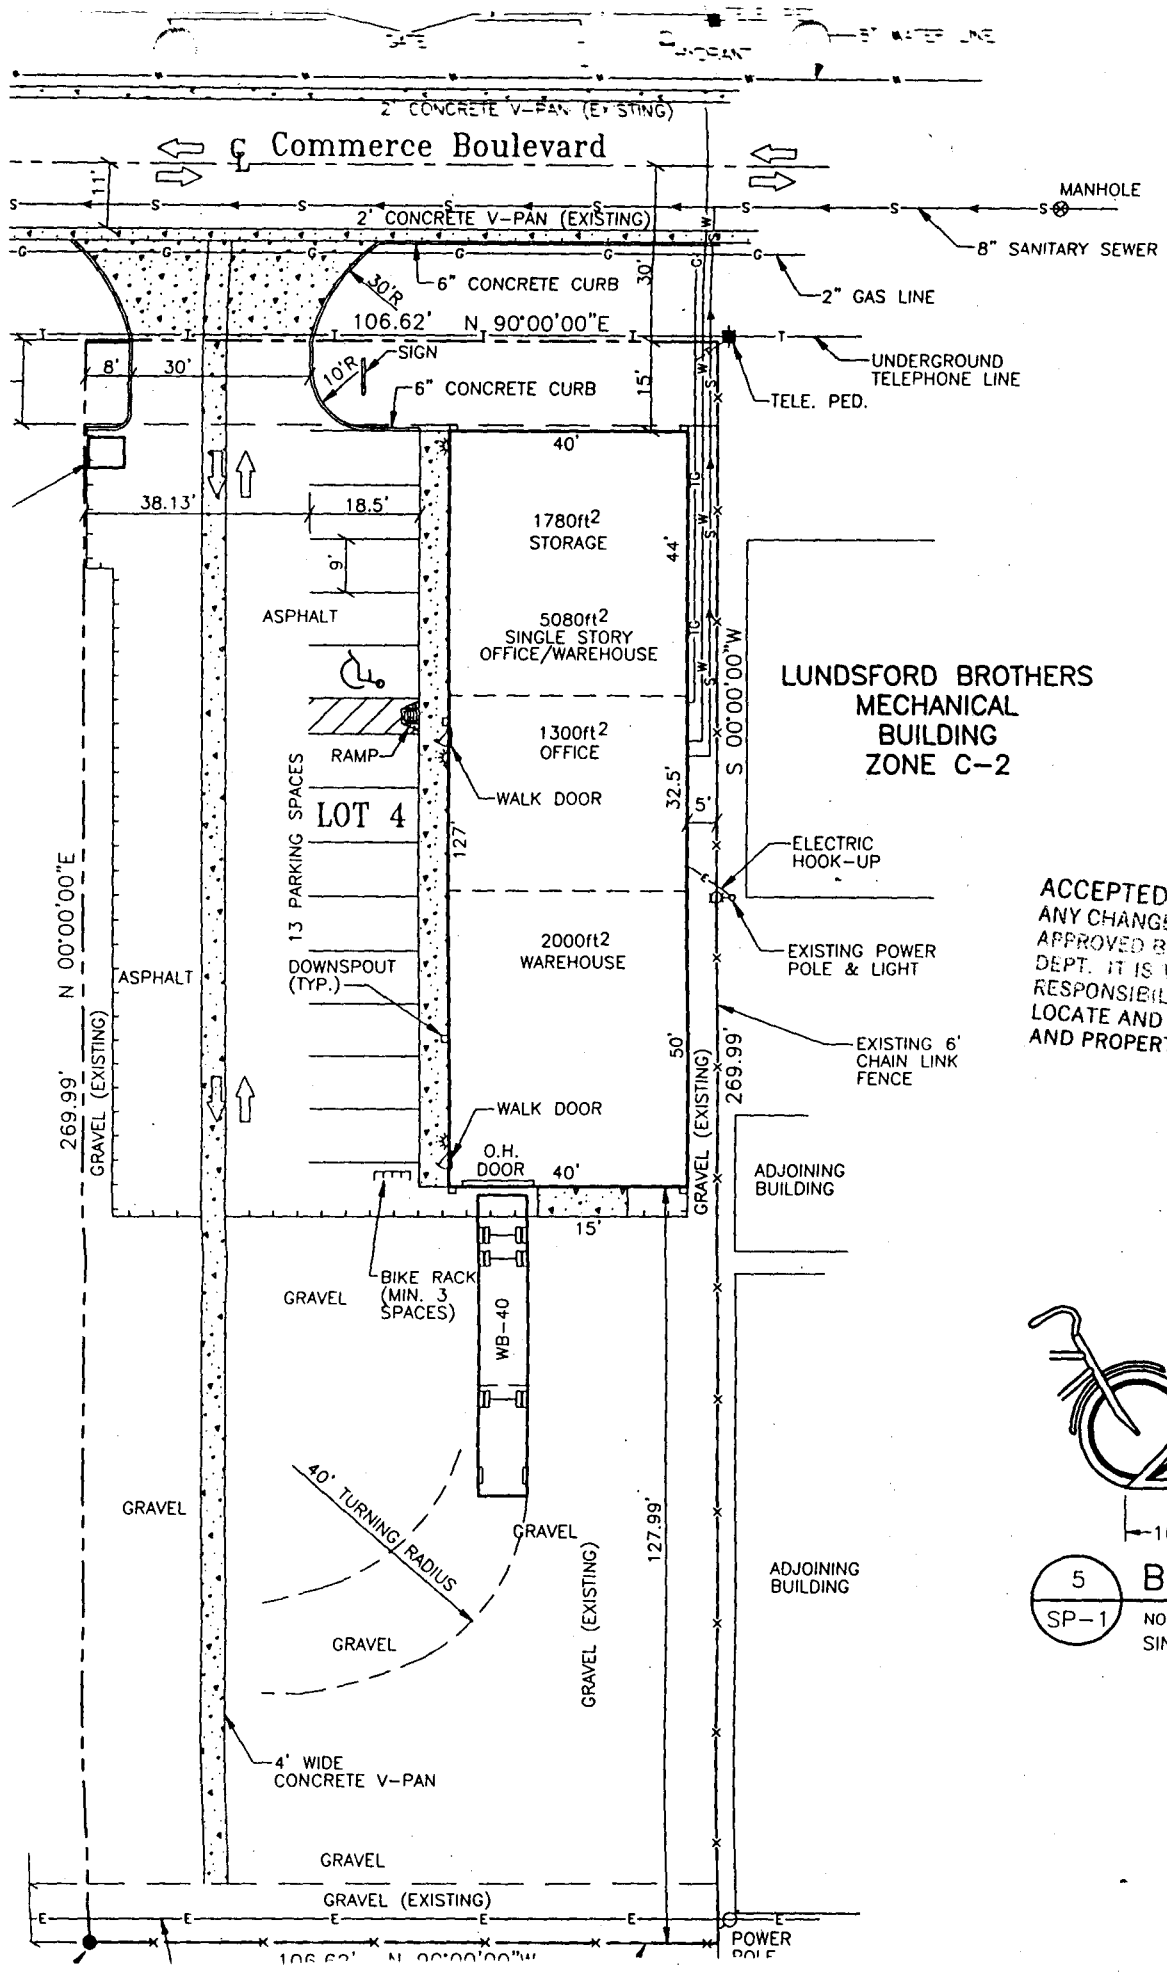 HYDRANT
8" WATER LINE
2' CONCRETE V-PAN (EXISTING)
℄ Commerce Boulevard
11'
MANHOLE
S S S S S S S S
2' CONCRETE V-PAN (EXISTING)
8" SANITARY SEWER
G G G G G G
30'
6" CONCRETE CURB
2" GAS LINE
30'R
106.62' N 90°00'00"E
T T T T T
SIGN
UNDERGROUND
TELEPHONE LINE
8'
30'
10'R
15'
6" CONCRETE CURB
TELE. PED.
40'
38.13'
18.5'
1780ft2
STORAGE
44'
9'
ASPHALT
5080ft2
SINGLE STORY
OFFICE/WAREHOUSE
S 00°00'00"W
LUNDSFORD BROTHERS
MECHANICAL
BUILDING
ZONE C-2
1300ft2
OFFICE
RAMP
WALK DOOR
32.5'
5'
LOT 4
13 PARKING SPACES
127'
ELECTRIC
HOOK-UP
N 00°00'00"E
ACCEPTED
ANY CHANGE
APPROVED B
DEPT. IT IS
RESPONSIBIL
LOCATE AND
AND PROPERT
2000ft2
WAREHOUSE
EXISTING POWER
POLE & LIGHT
ASPHALT
DOWNSPOUT
(TYP.)
269.99'
GRAVEL (EXISTING)
50'
GRAVEL (EXISTING)
269.99'
EXISTING 6'
CHAIN LINK
FENCE
WALK DOOR
O.H.
DOOR
40'
ADJOINING
BUILDING
15'
BIKE RACK
(MIN. 3
SPACES)
GRAVEL
WB-40
40' TURNING RADIUS
GRAVEL
GRAVEL
127.99'
GRAVEL (EXISTING)
ADJOINING
BUILDING
5
SP-1
B
NO
SIN
GRAVEL
4' WIDE
CONCRETE V-PAN
GRAVEL
GRAVEL (EXISTING)
E E E E E E
POWER
POLE
106.62' N 90°00'00"W